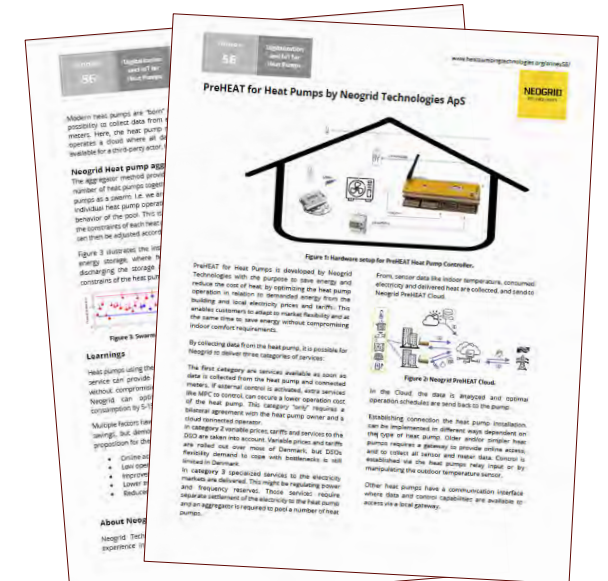 56
Digitalization
and IoT for
Heat Pumps
www.heatpumpingtechnologies.org/annex56/
PreHEAT for Heat Pumps by Neogrid Technologies ApS
NEOGRID
Figure 1: Hardware setup for PreHEAT Heat Pump Controller.
PreHEAT for Heat Pumps is developed by Neogrid
Technologies with the purpose to save energy and
reduce the cost of heat, by optimizing the heat pump
operation in relation to demanded energy from the
building and local electricity prices and tariffs. This
enables customers to adapt to market flexibility and at
the same time to save energy without compromising
indoor comfort requirements.
By collecting data from the heat pump, it is possible for
Neogrid to deliver three categories of services:
The first category are services available as soon as
data is collected from the heat pump and connected
meters. If external control is activated, extra services
like MPC to control, can secure a lower operation cost
of the heat pump. This category "only" requires a
bilateral agreement with the heat pump owner and a
cloud connected operator.
In category 2 variable prices, tariffs and services to the
DSO are taken into account. Variable prices and tariffs
are rolled out over most of Denmark, but DSOs
flexibility demand to cope with bottlenecks is still
limited in Denmark.
In category 3 specialized services to the electricity
markets are delivered. This might be regulating power
and frequency reserves. Those services require
separate settlement of the electricity to the heat pump
and an aggregator is required to pool a number of heat
pumps.
From, sensor data like indoor temperature, consumed
electricity and delivered heat are collected, and send to
Neogrid PreHEAT Cloud.
Figure 2: Neogrid PreHEAT Cloud.
In the Cloud, the data is analyzed and optimal
operation schedules are send back to the pump.
Establishing connection the heat pump installation
can be implemented in different ways dependent on
the type of heat pump. Older and/or simpler heat
pumps requires a gateway to provide online access
and to collect all sensor and meter data. Control is
established via the heat pumps relay input or by
manipulating the outdoor temperature sensor.
Other heat pumps have a communication interface
where data and control capabilities are available to
access via a local gateway.
56
Digitalization
and IoT for
Heat Pumps
Modern heat pumps are "born"
possibility to collect data from
meters. Here, the heat pump
operates a cloud where all
available for a third-party actor,
Neogrid Heat pump
The aggregator method
number of heat pumps
pumps as a swarm. i.e. we
individual heat pump
behavior of the pool. This is
the constraints of each heat
can then be adjusted
Figure 3 illustrates the
energy storage, where
discharging the storage
constraints of the heat
Figure 3.
Learnings
Heat pumps using the
service can provide
without
Neogrid can
consumption by
Multiple factors
savings, but
proposition for the
• Online
• Low
•
• Lower
•
About
Neogrid
experience